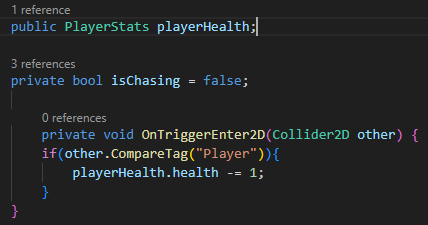 1 reference
public PlayerStats playerHealth;
3 references
private bool isChasing = false;
0 references
private void OnTriggerEnter2D(Collider2D other) {
if(other.CompareTag("Player")){
playerHealth.health -= 1;
}
}